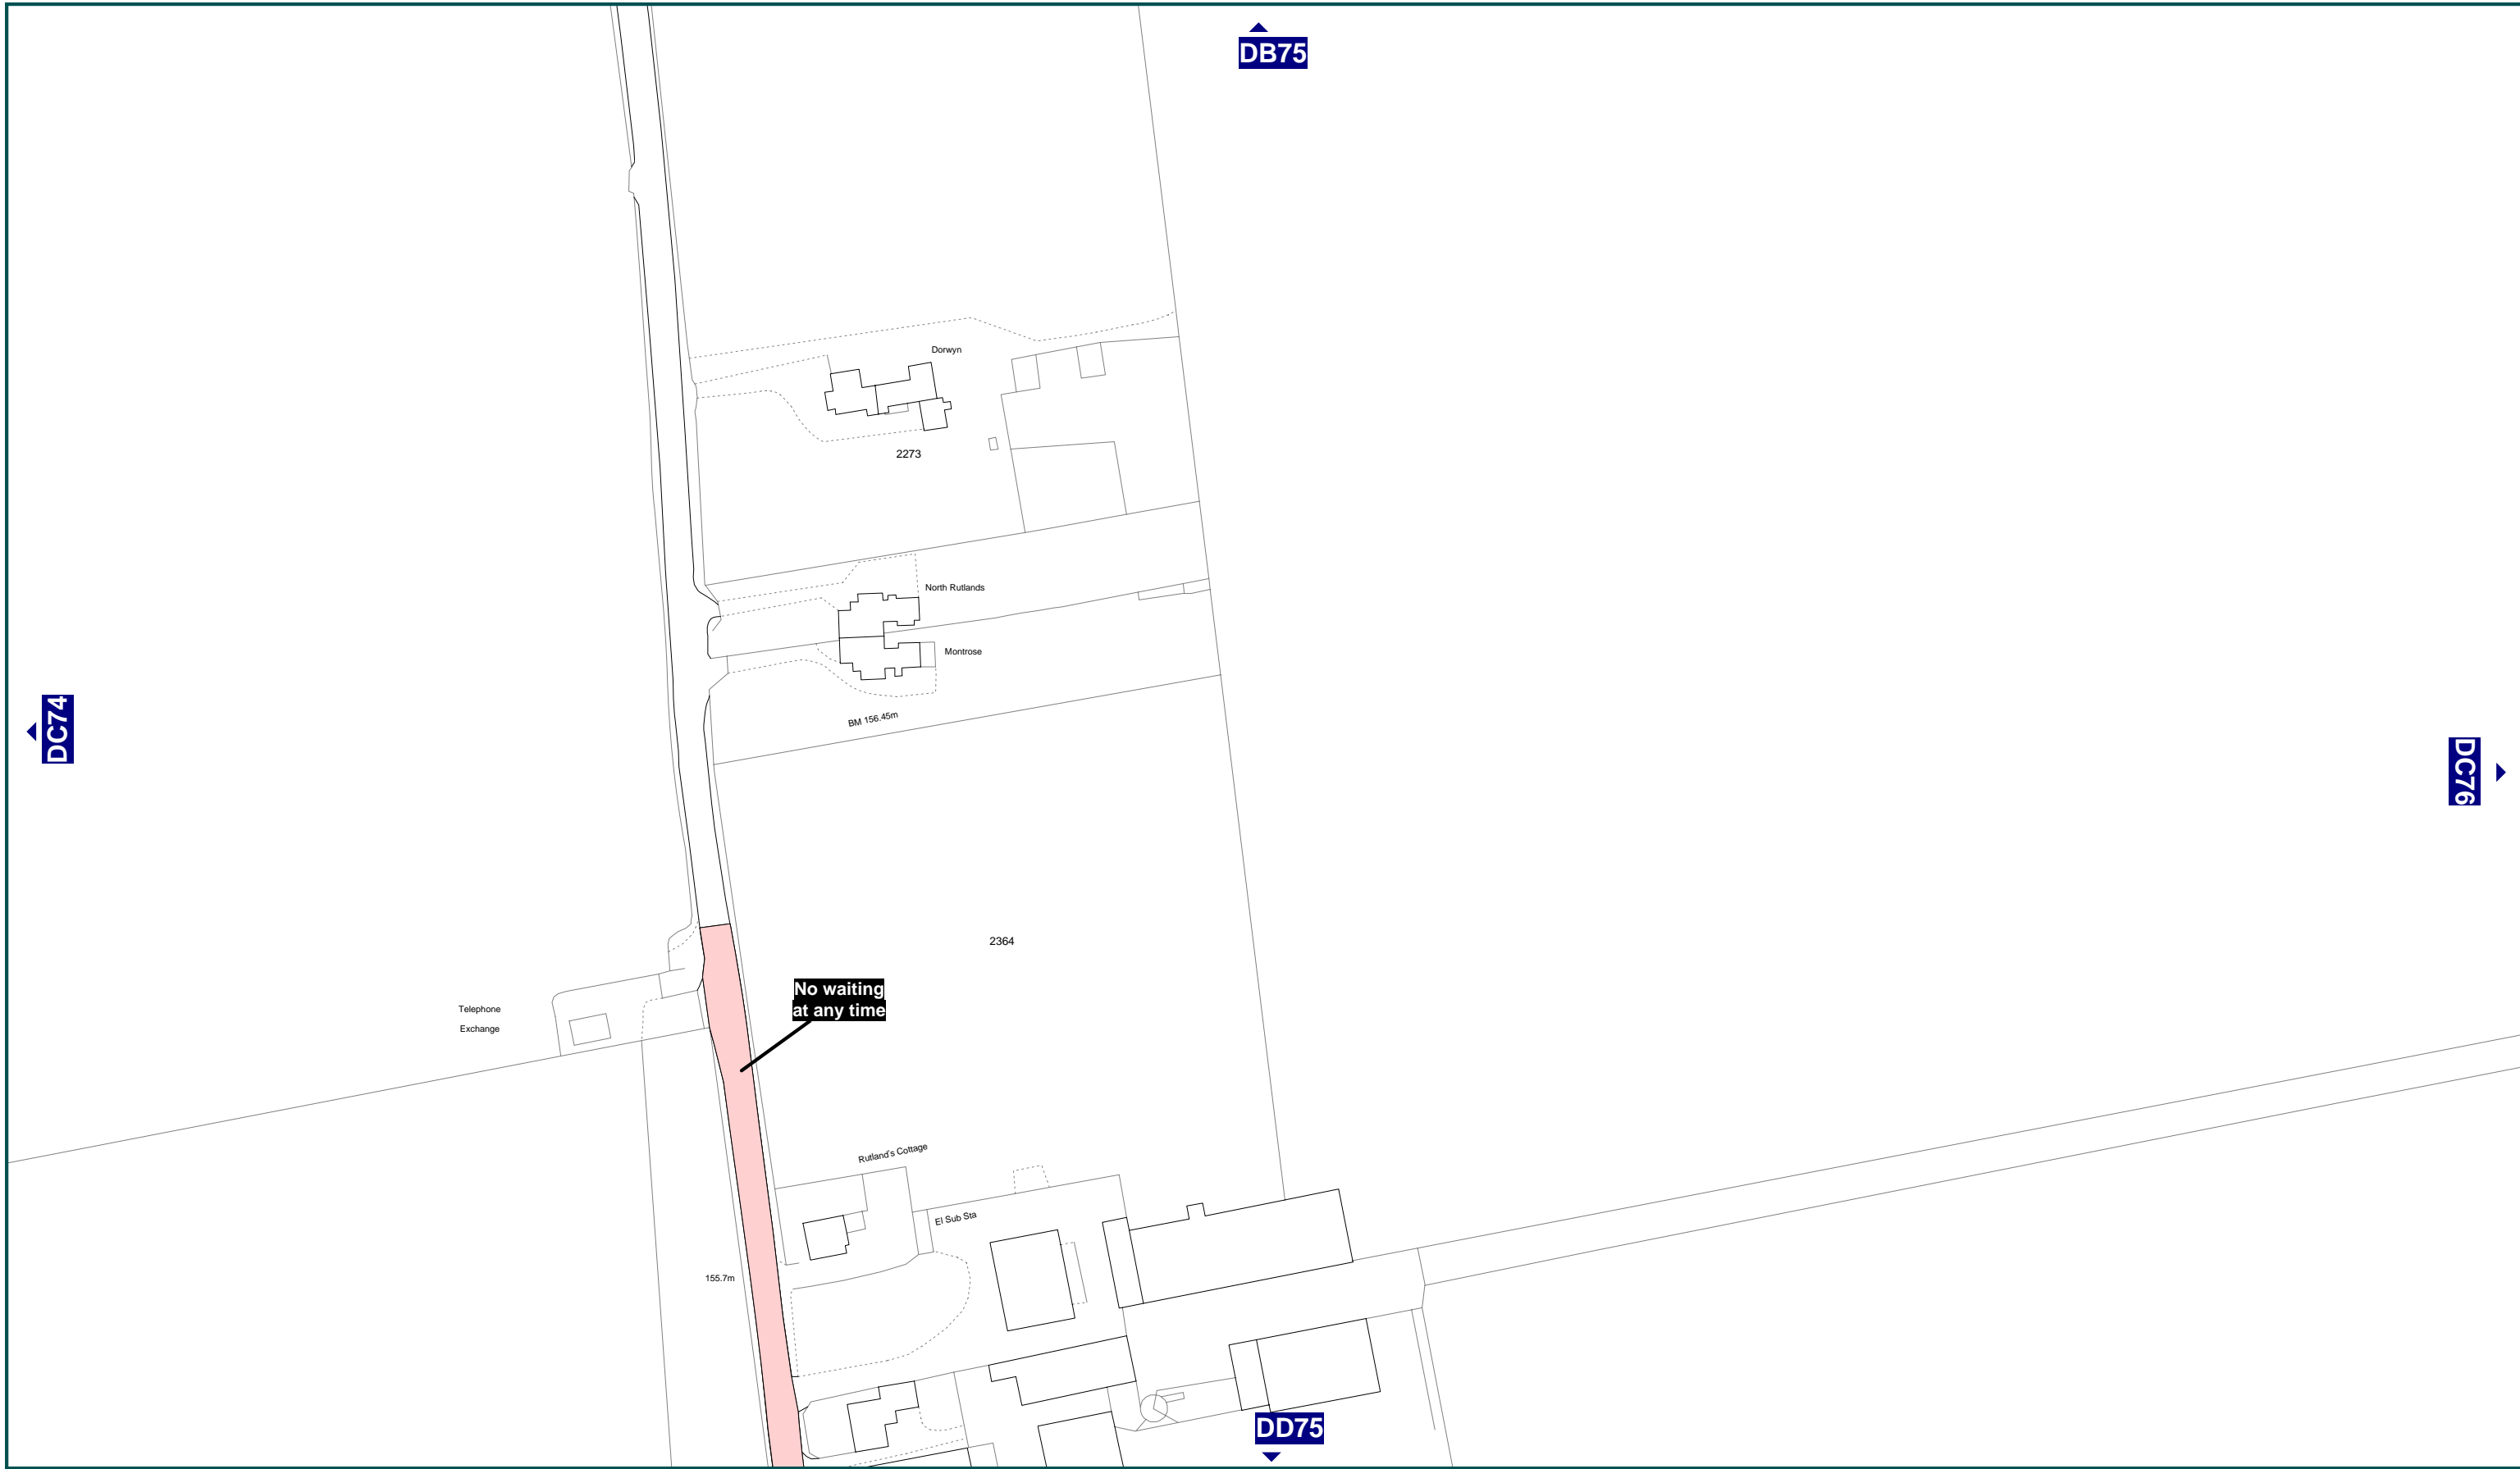 DB75
Dorwyn
2273
North Rutlands
Montrose
DC74
BM 156.45m
DC76
2364
No waiting
at any time
Telephone
Exchange
Rutland's Cottage
El Sub Sta
155.7m
DD75